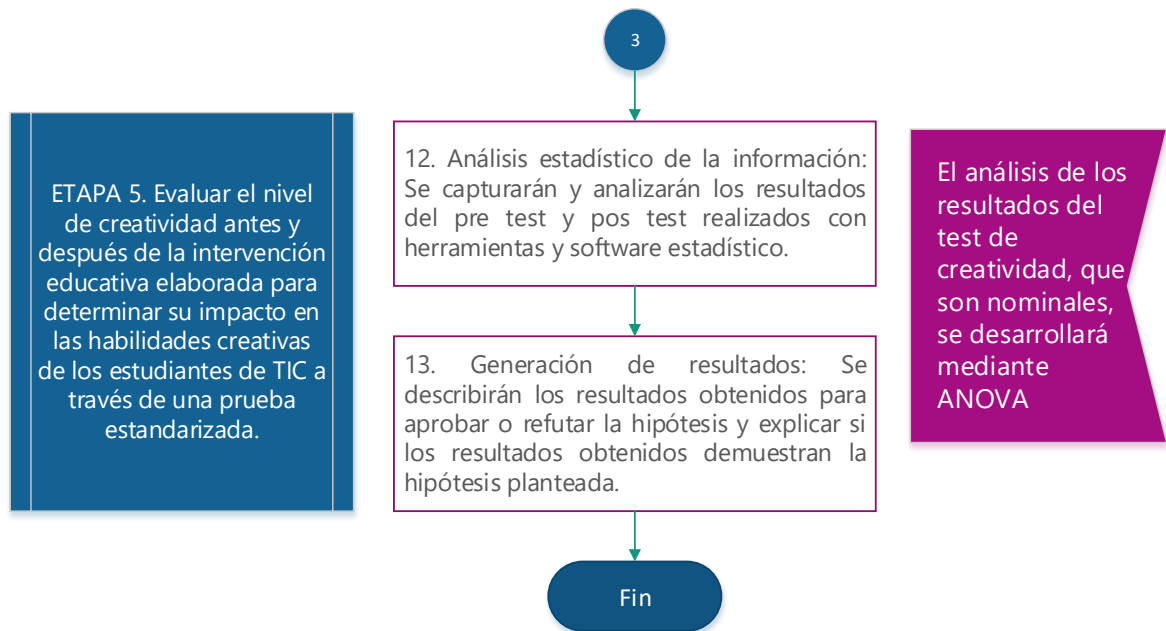 3
ETAPA 5. Evaluar el nivel
de creatividad antes y
después de la intervención
educativa elaborada para
determinar su impacto en
las habilidades creativas
de los estudiantes de TIC a
través de una prueba
estandarizada.
12. Análisis estadístico de la información:
Se capturarán y analizarán los resultados
del pre test y pos test realizados con
herramientas y software estadístico.
13. Generación de resultados: Se
describirán los resultados obtenidos para
aprobar o refutar la hipótesis y explicar si
los resultados obtenidos demuestran la
hipótesis planteada.
El análisis de los
resultados del
test de
creatividad, que
son nominales,
se desarrollará
mediante
ANOVA
Fin